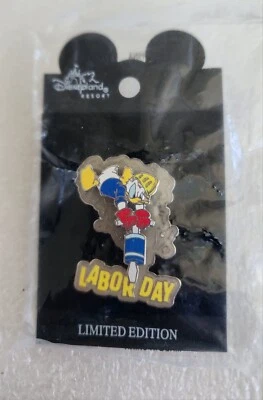 Disneyland
RESORT
LABOR DAY
LIMITED EDITION